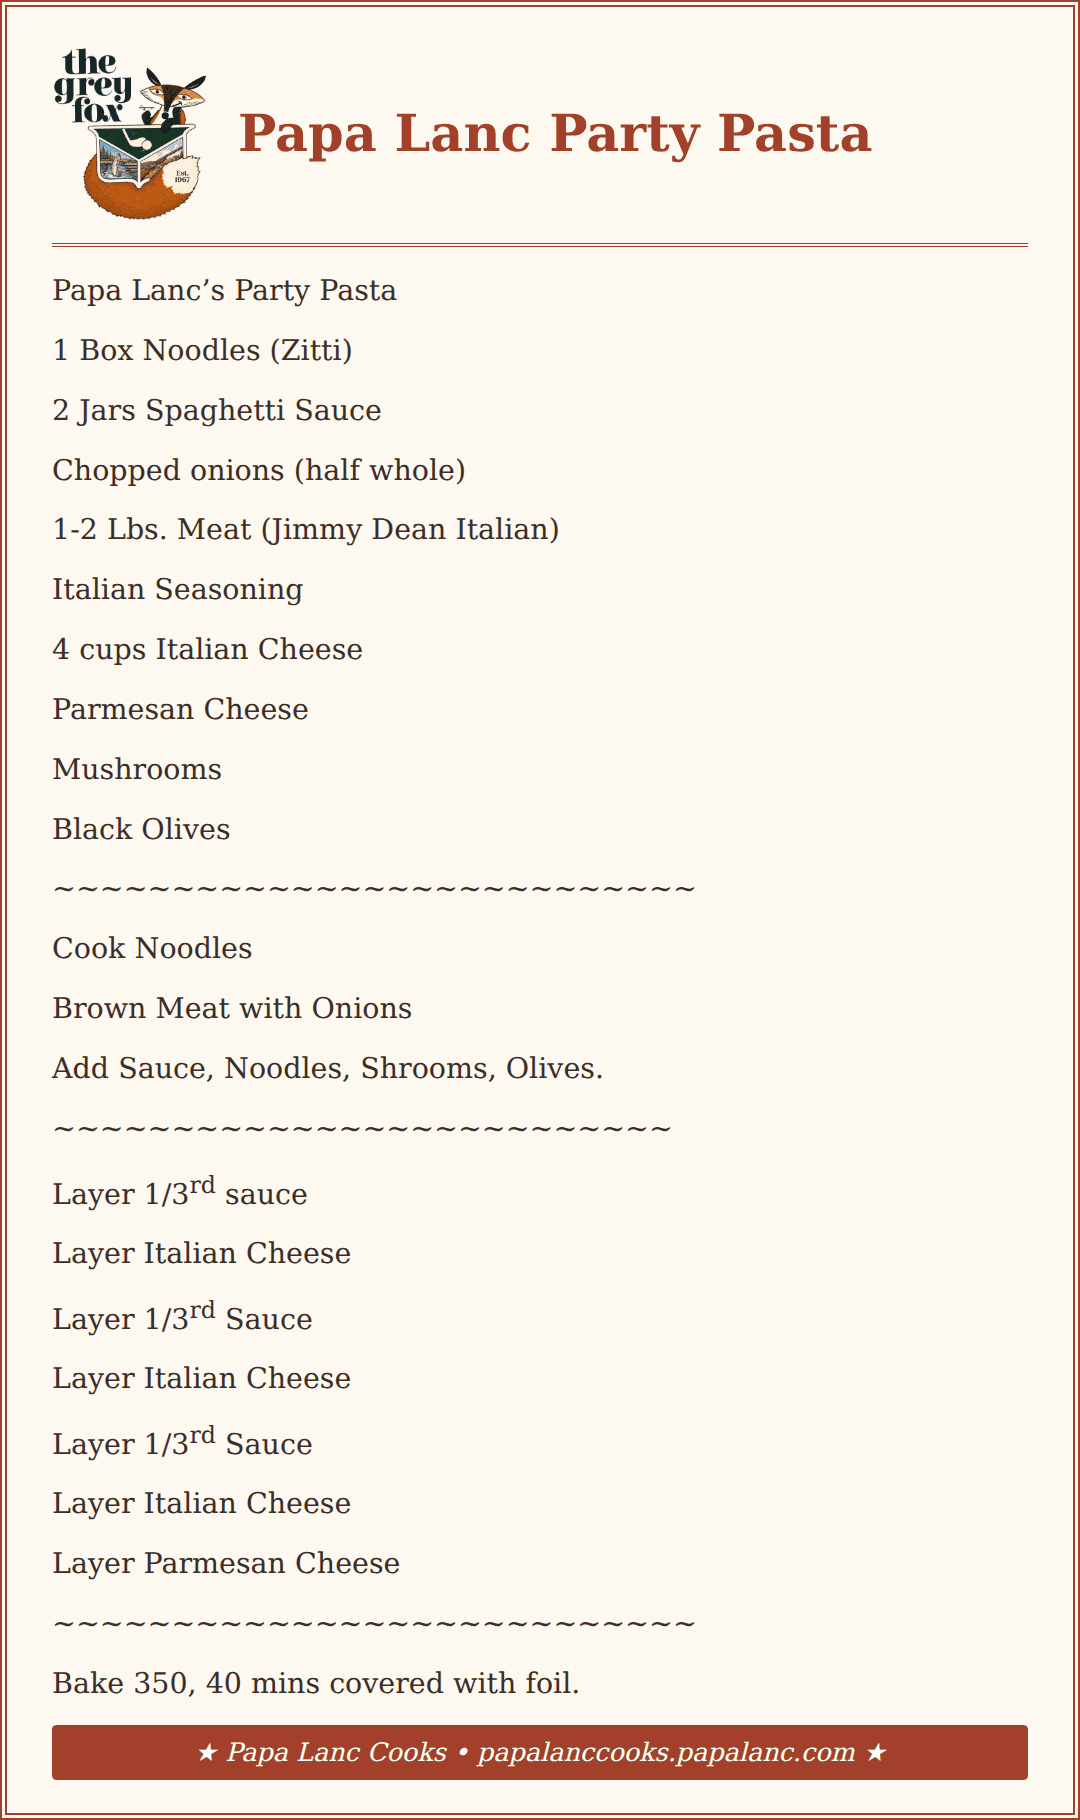 the
grey
fox
Est.
1967
Papa Lanc Party Pasta
Papa Lanc’s Party Pasta
1 Box Noodles (Zitti)
2 Jars Spaghetti Sauce
Chopped onions (half whole)
1-2 Lbs. Meat (Jimmy Dean Italian)
Italian Seasoning
4 cups Italian Cheese
Parmesan Cheese
Mushrooms
Black Olives
~~~~~~~~~~~~~~~~~~~~~~~~~~~
Cook Noodles
Brown Meat with Onions
Add Sauce, Noodles, Shrooms, Olives.
~~~~~~~~~~~~~~~~~~~~~~~~~~
Layer 1/3rd sauce
Layer Italian Cheese
Layer 1/3rd Sauce
Layer Italian Cheese
Layer 1/3rd Sauce
Layer Italian Cheese
Layer Parmesan Cheese
~~~~~~~~~~~~~~~~~~~~~~~~~~~
Bake 350, 40 mins covered with foil.
★ Papa Lanc Cooks • papalanccooks.papalanc.com ★